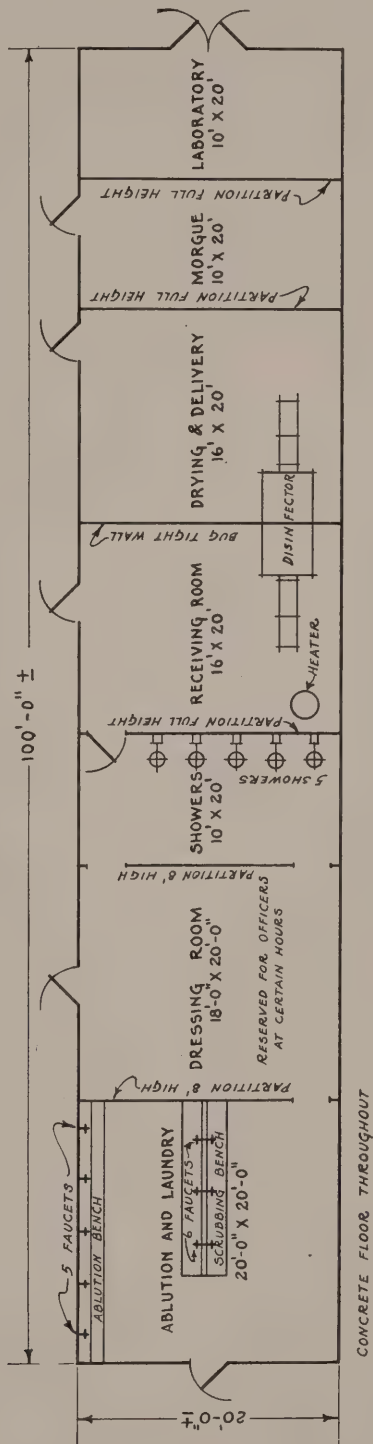 100'-0" ±
5 FAUCETS
ABLUTION BENCH
ABLUTION AND LAUNDRY
6 FAUCETS
SCRUBBING BENCH
20'-0" X 20'-0"
PARTITION 8' HIGH
DRESSING ROOM
18'-0" X 20'-0"
RESERVED FOR OFFICERS
AT CERTAIN HOURS
PARTITION 8' HIGH
SHOWERS
10' X 20'
5 SHOWERS
PARTITION FULL HEIGHT
RECEIVING ROOM
16' X 20'
HEATER
BUG TIGHT WALL
DISINFECTOR
DRYING & DELIVERY
16' X 20'
PARTITION FULL HEIGHT
MORGUE
10' X 20'
PARTITION FULL HEIGHT
LABORATORY
10' X 20'
20'-0" ±
CONCRETE FLOOR THROUGHOUT